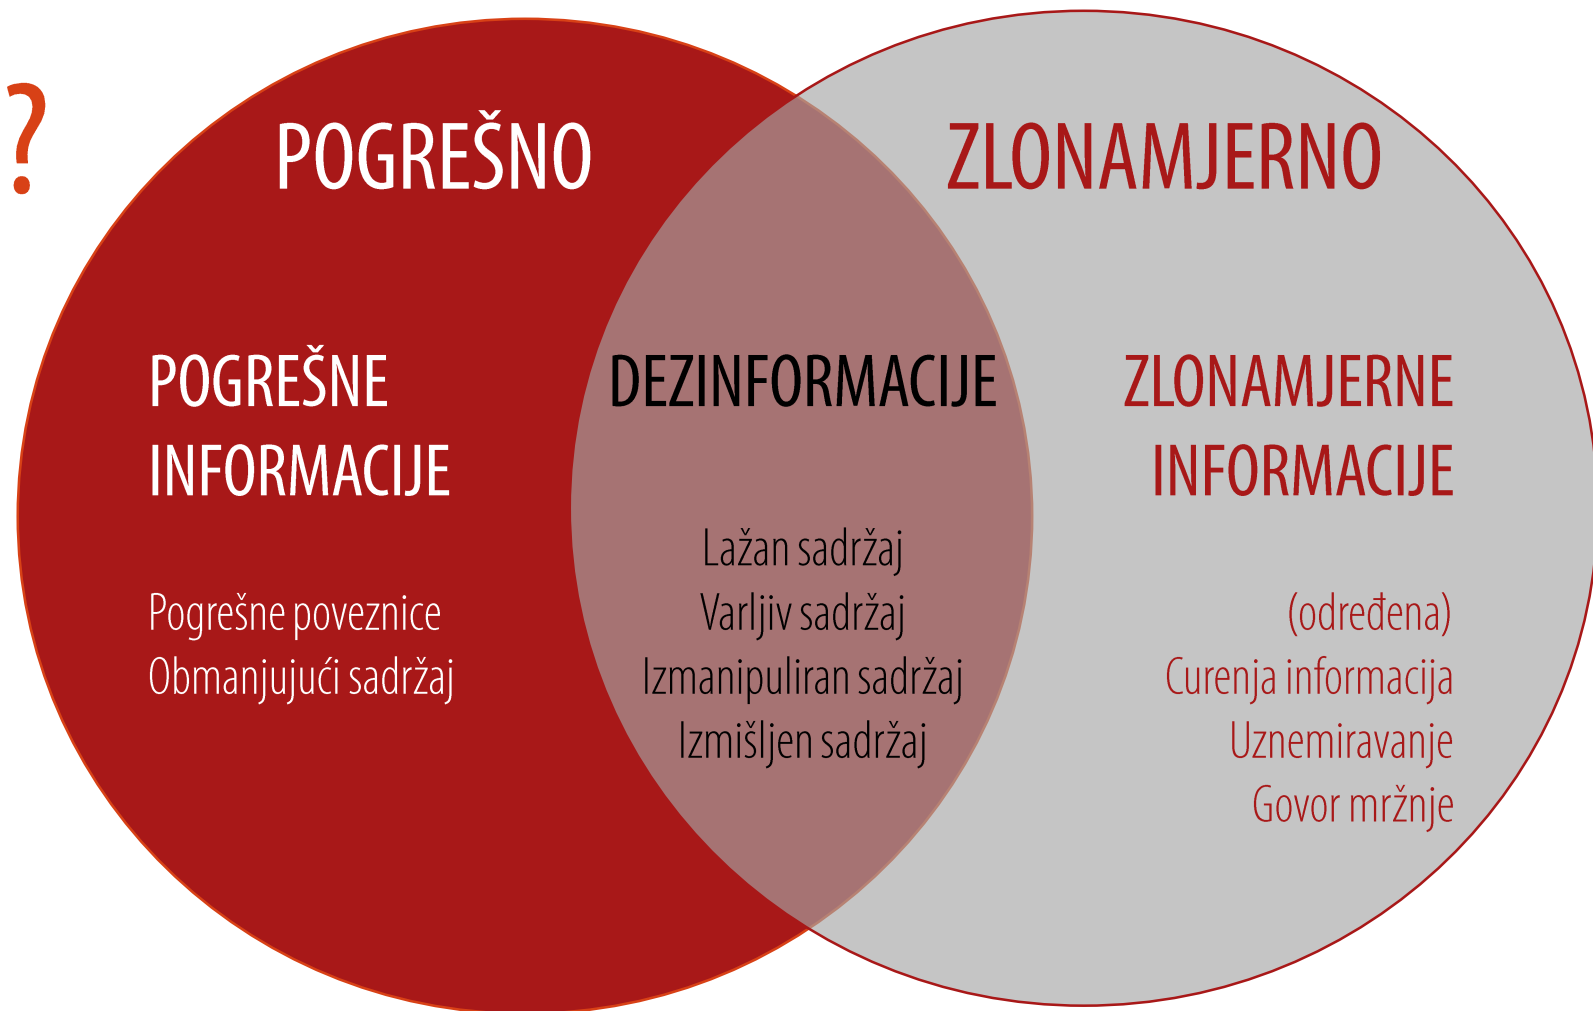 ?
POGREŠNO
ZLONAMJERNO
POGREŠNE
INFORMACIJE
Pogrešne poveznice
Obmanjujući sadržaj
DEZINFORMACIJE
Lažan sadržaj
Varljiv sadržaj
Izmanipuliran sadržaj
Izmišljen sadržaj
ZLONAMJERNE
INFORMACIJE
(određena)
Curenja informacija
Uznemiravanje
Govor mržnje